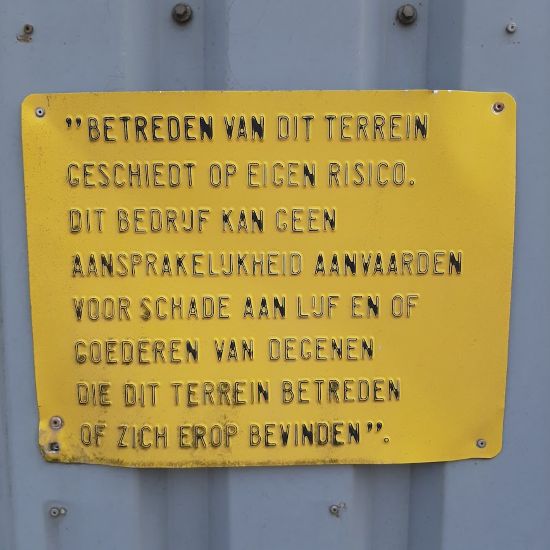 "BETREDEN VAN DIT TERREIN
GESCHIEDT OP EIGEN RISICO.
DIT BEDRIJF KAN GEEN
AANSPRAKELIJKHEID AANVAARDEN
VOOR SCHADE AAN LIJF EN OF
GOEDEREN VAN DEGENEN
DIE DIT TERREIN BETREDEN
OF ZICH EROP BEVINDEN".